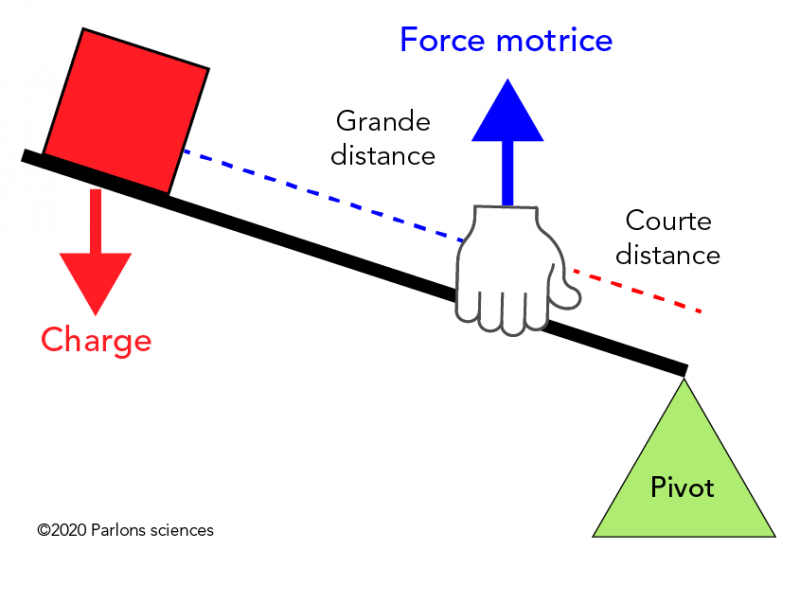 Force motrice
Grande
distance
Courte
distance
Charge
Pivot
©2020 Parlons sciences